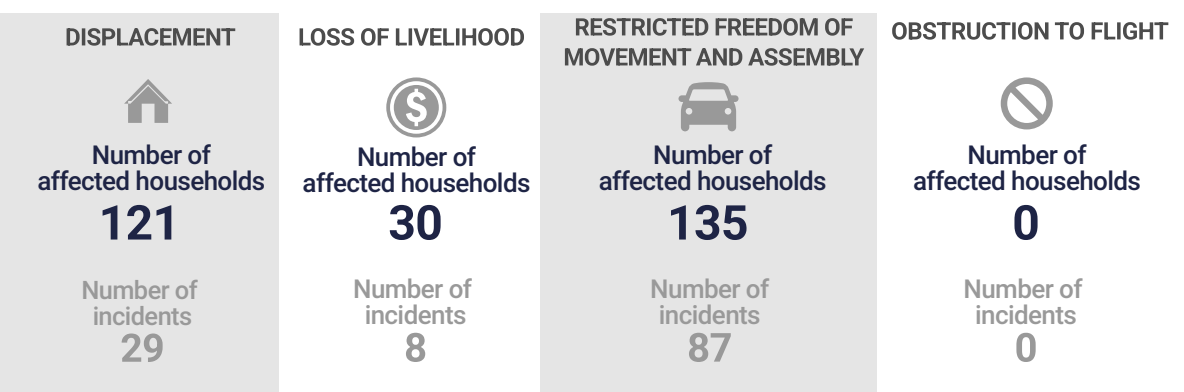 DISPLACEMENT
Number of
affected households
121
Number of
incidents
29
LOSS OF LIVELIHOOD
$
Number of
affected households
30
Number of
incidents
8
RESTRICTED FREEDOM OF
MOVEMENT AND ASSEMBLY
Number of
affected households
135
Number of
incidents
87
OBSTRUCTION TO FLIGHT
Number of
affected households
0
Number of
incidents
0